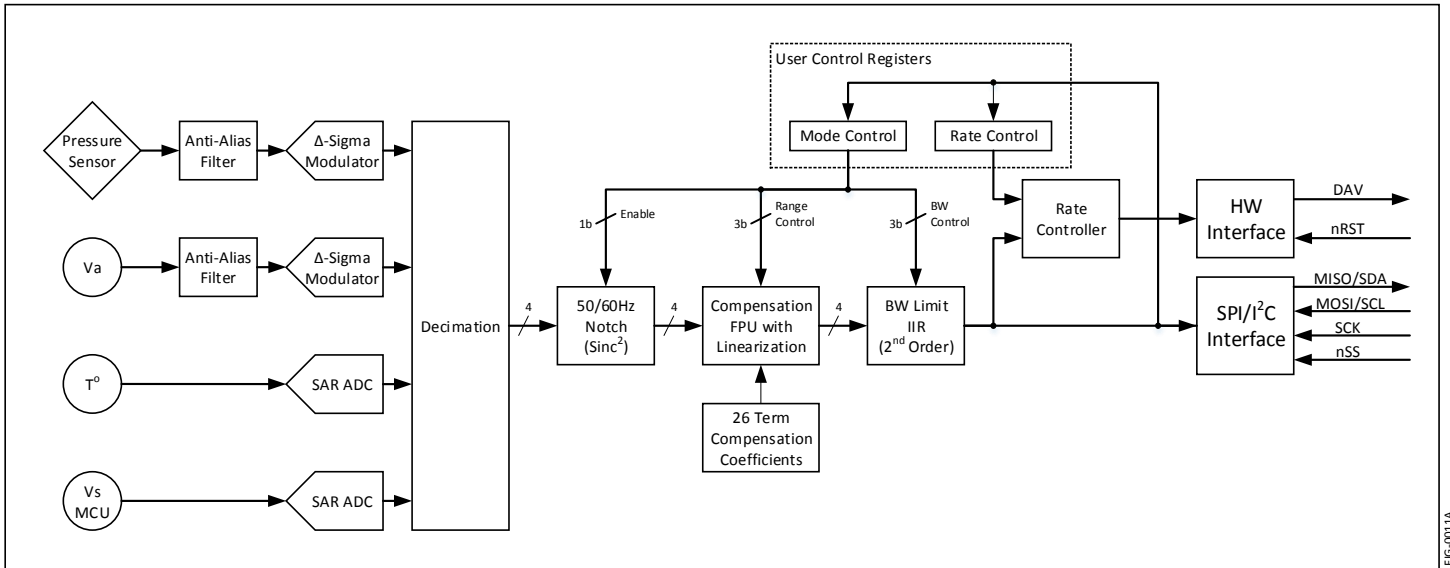 User Control Registers
Mode Control
Rate Control
Pressure
Sensor
Anti-Alias
Filter
Δ-Sigma
Modulator
Va
Anti-Alias
Filter
Δ-Sigma
Modulator
T°
SAR ADC
Vs
MCU
SAR ADC
Decimation
4
1b
Enable
50/60Hz
Notch
(Sinc²)
4
3b
Range
Control
Compensation
FPU with
Linearization
26 Term
Compensation
Coefficients
4
3b
BW
Control
BW Limit
IIR
(2nd Order)
Rate
Controller
HW
Interface
DAV
nRST
SPI/I²C
Interface
MISO/SDA
MOSI/SCL
SCK
nSS
FIG-0011A